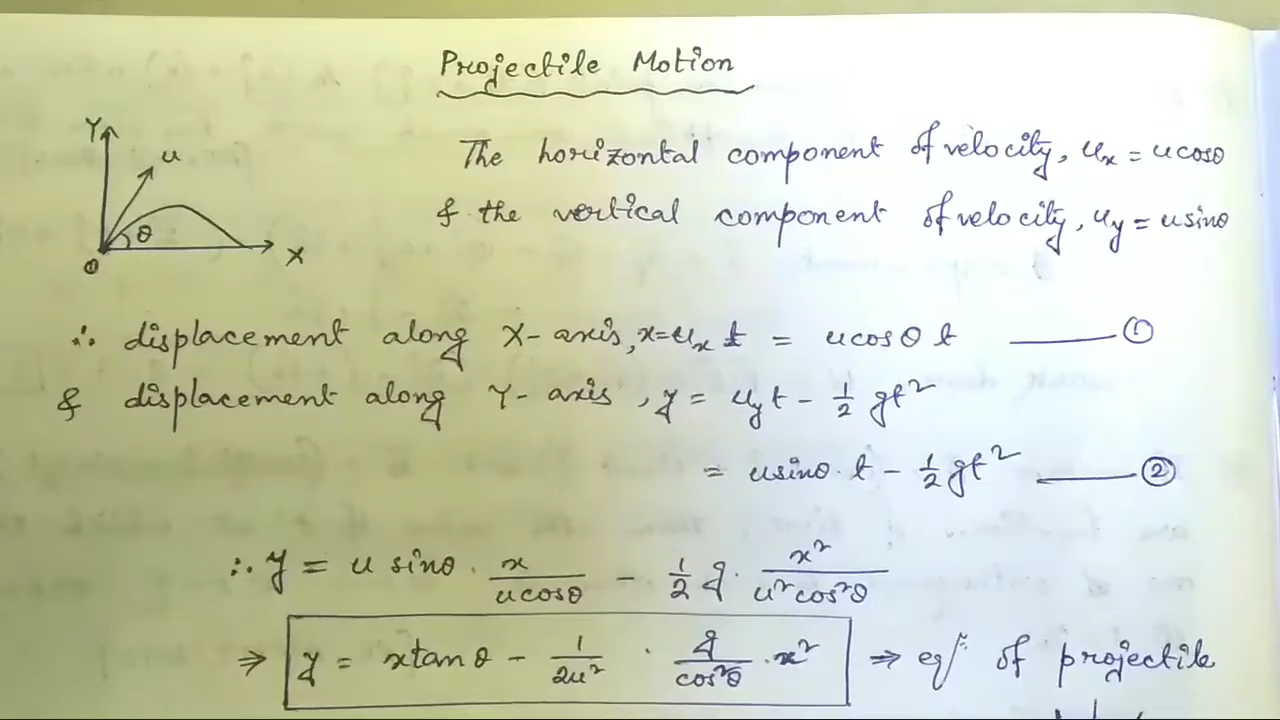 Projectile Motion
Y
u
θ
X
O
The horizontal component of velocity, uₓ = u cosθ
& the vertical component of velocity, u_y = u sinθ
∴ displacement along X-axis, x = uₓ t = u cosθ t ——— ①
& displacement along Y-axis, y = u_y t - 1/2 gt²
= u sinθ · t - 1/2 gt² ——— ②
∴ y = u sinθ · x/(u cosθ) - 1/2 g · x²/(u² cos²θ)
⇒ y = x tanθ - 1/(2u²) · g/(cos²θ) · x² ⇒ eqⁿ of projectile